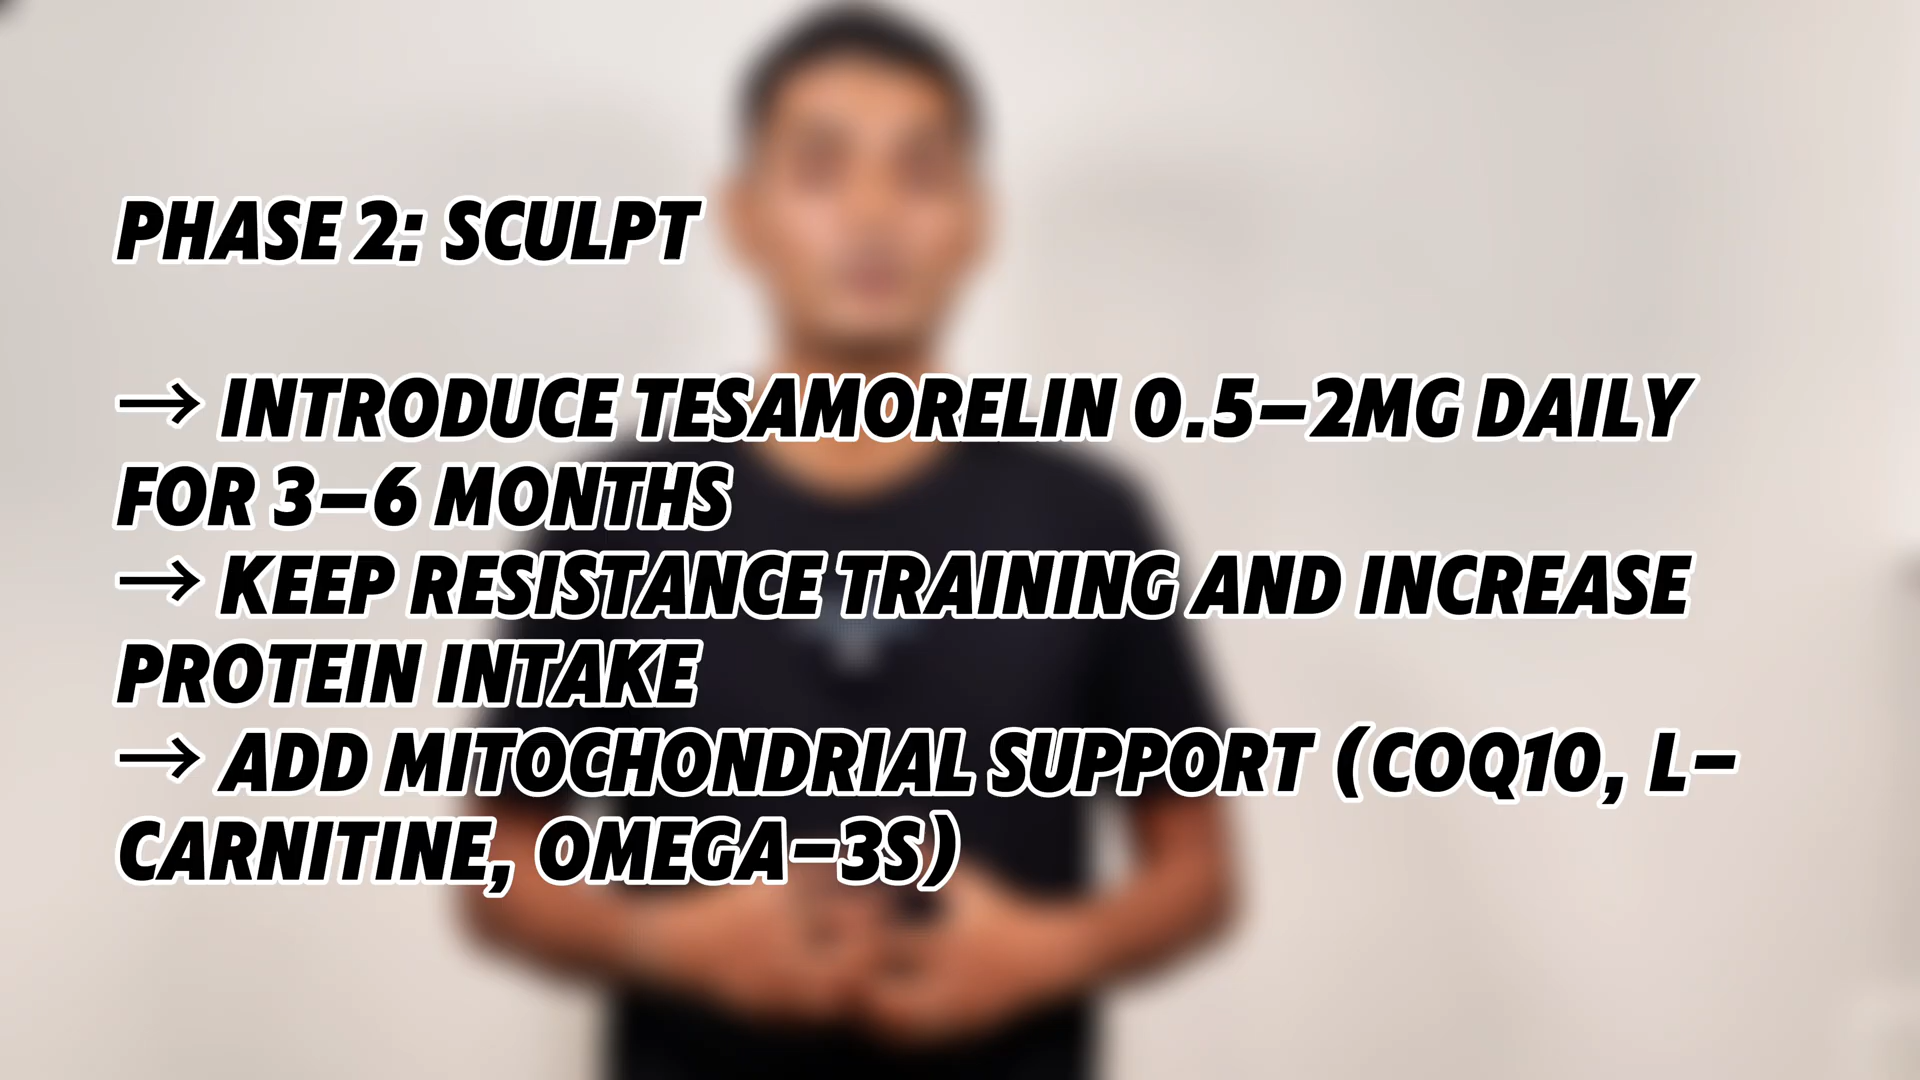 PHASE 2: SCULPT
→ INTRODUCE TESAMORELIN 0.5–2MG DAILY
FOR 3–6 MONTHS
→ KEEP RESISTANCE TRAINING AND INCREASE
PROTEIN INTAKE
→ ADD MITOCHONDRIAL SUPPORT (COQ10, L-
CARNITINE, OMEGA-3S)